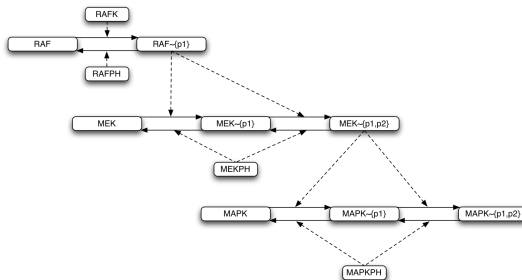 RAFK
RAF
RAF~{p1}
RAFPH
MEK
MEK~{p1}
MEK~{p1,p2}
MEKPH
MAPK
MAPK~{p1}
MAPK~{p1,p2}
MAPKPH